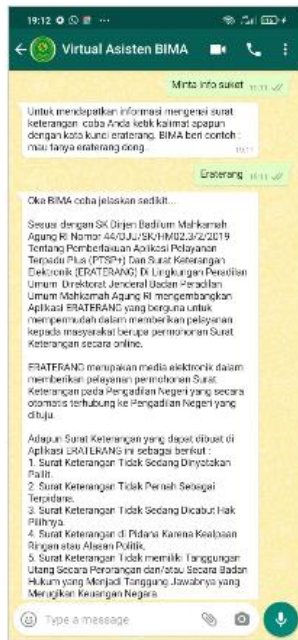 19:12
Virtual Asisten BIMA
Minta info suket
Untuk mendapatkan informasi mengenai surat
keterangan coba Anda ketik kalimat apapun
dengan kata kunci eraterang. BIMA beri contoh :
mau tanya eraterang dong..
Eraterang
Oke BIMA coba jelaskan sedikit...
Sesuai dengan SK Dirjen Badilum Mahkamah
Agung RI Nomor 44/DJU/SK/HM02.3/2/2019
Tentang Pemberlakuan Aplikasi Pelayanan
Terpadu Plus (PTSP+) Dan Surat Keterangan
Elektronik (ERATERANG) Di Lingkungan Peradilan
Umum Direktorat Jenderal Badan Peradilan
Umum Mahkamah Agung RI mengembangkan
Aplikasi ERATERANG yang berguna untuk
mempermudah dalam memberikan pelayanan
kepada masyarakat berupa permohonan Surat
Keterangan secara online.
ERATERANG merupakan media elektronik dalam
memberikan pelayanan permohonan Surat
Keterangan pada Pengadilan Negeri yang secara
otomatis terhubung ke Pengadilan Negeri yang
dituju.
Adapun Surat Keterangan yang dapat dibuat di
Aplikasi ERATERANG ini sebagai berikut :
1. Surat Keterangan Tidak Sedang Dinyatakan
Pailit.
2. Surat Keterangan Tidak Pernah Sebagai
Terpidana.
3. Surat Keterangan Tidak Sedang Dicabut Hak
Pilihnya.
4. Surat Keterangan di Pidana Karena Kealpaan
Ringan atau Alasan Politik.
5. Surat Keterangan Tidak memiliki Tanggungan
Utang Secara Perorangan dan/atau Secara Badan
Hukum yang Menjadi Tanggung Jawabnya yang
Merugikan Keuangan Negara.
Type a message